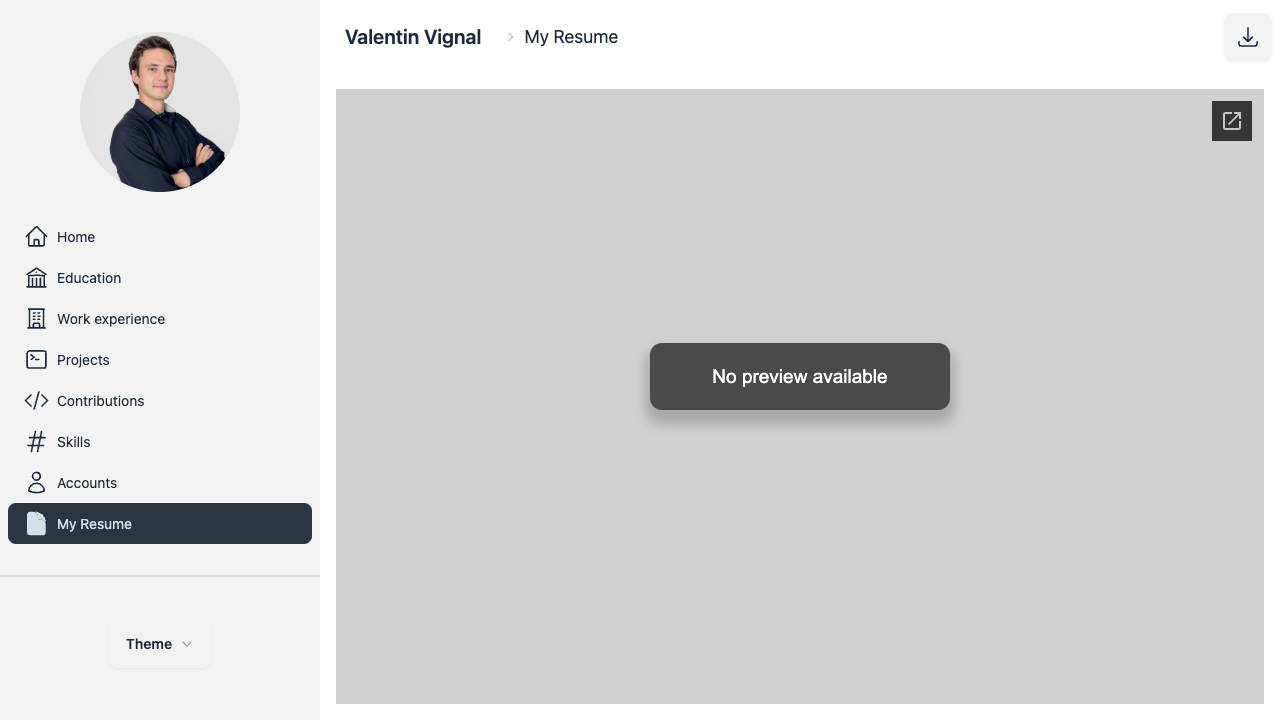 Valentin Vignal
My Resume
Home
Education
Work experience
Projects
Contributions
Skills
Accounts
My Resume
Theme
No preview available